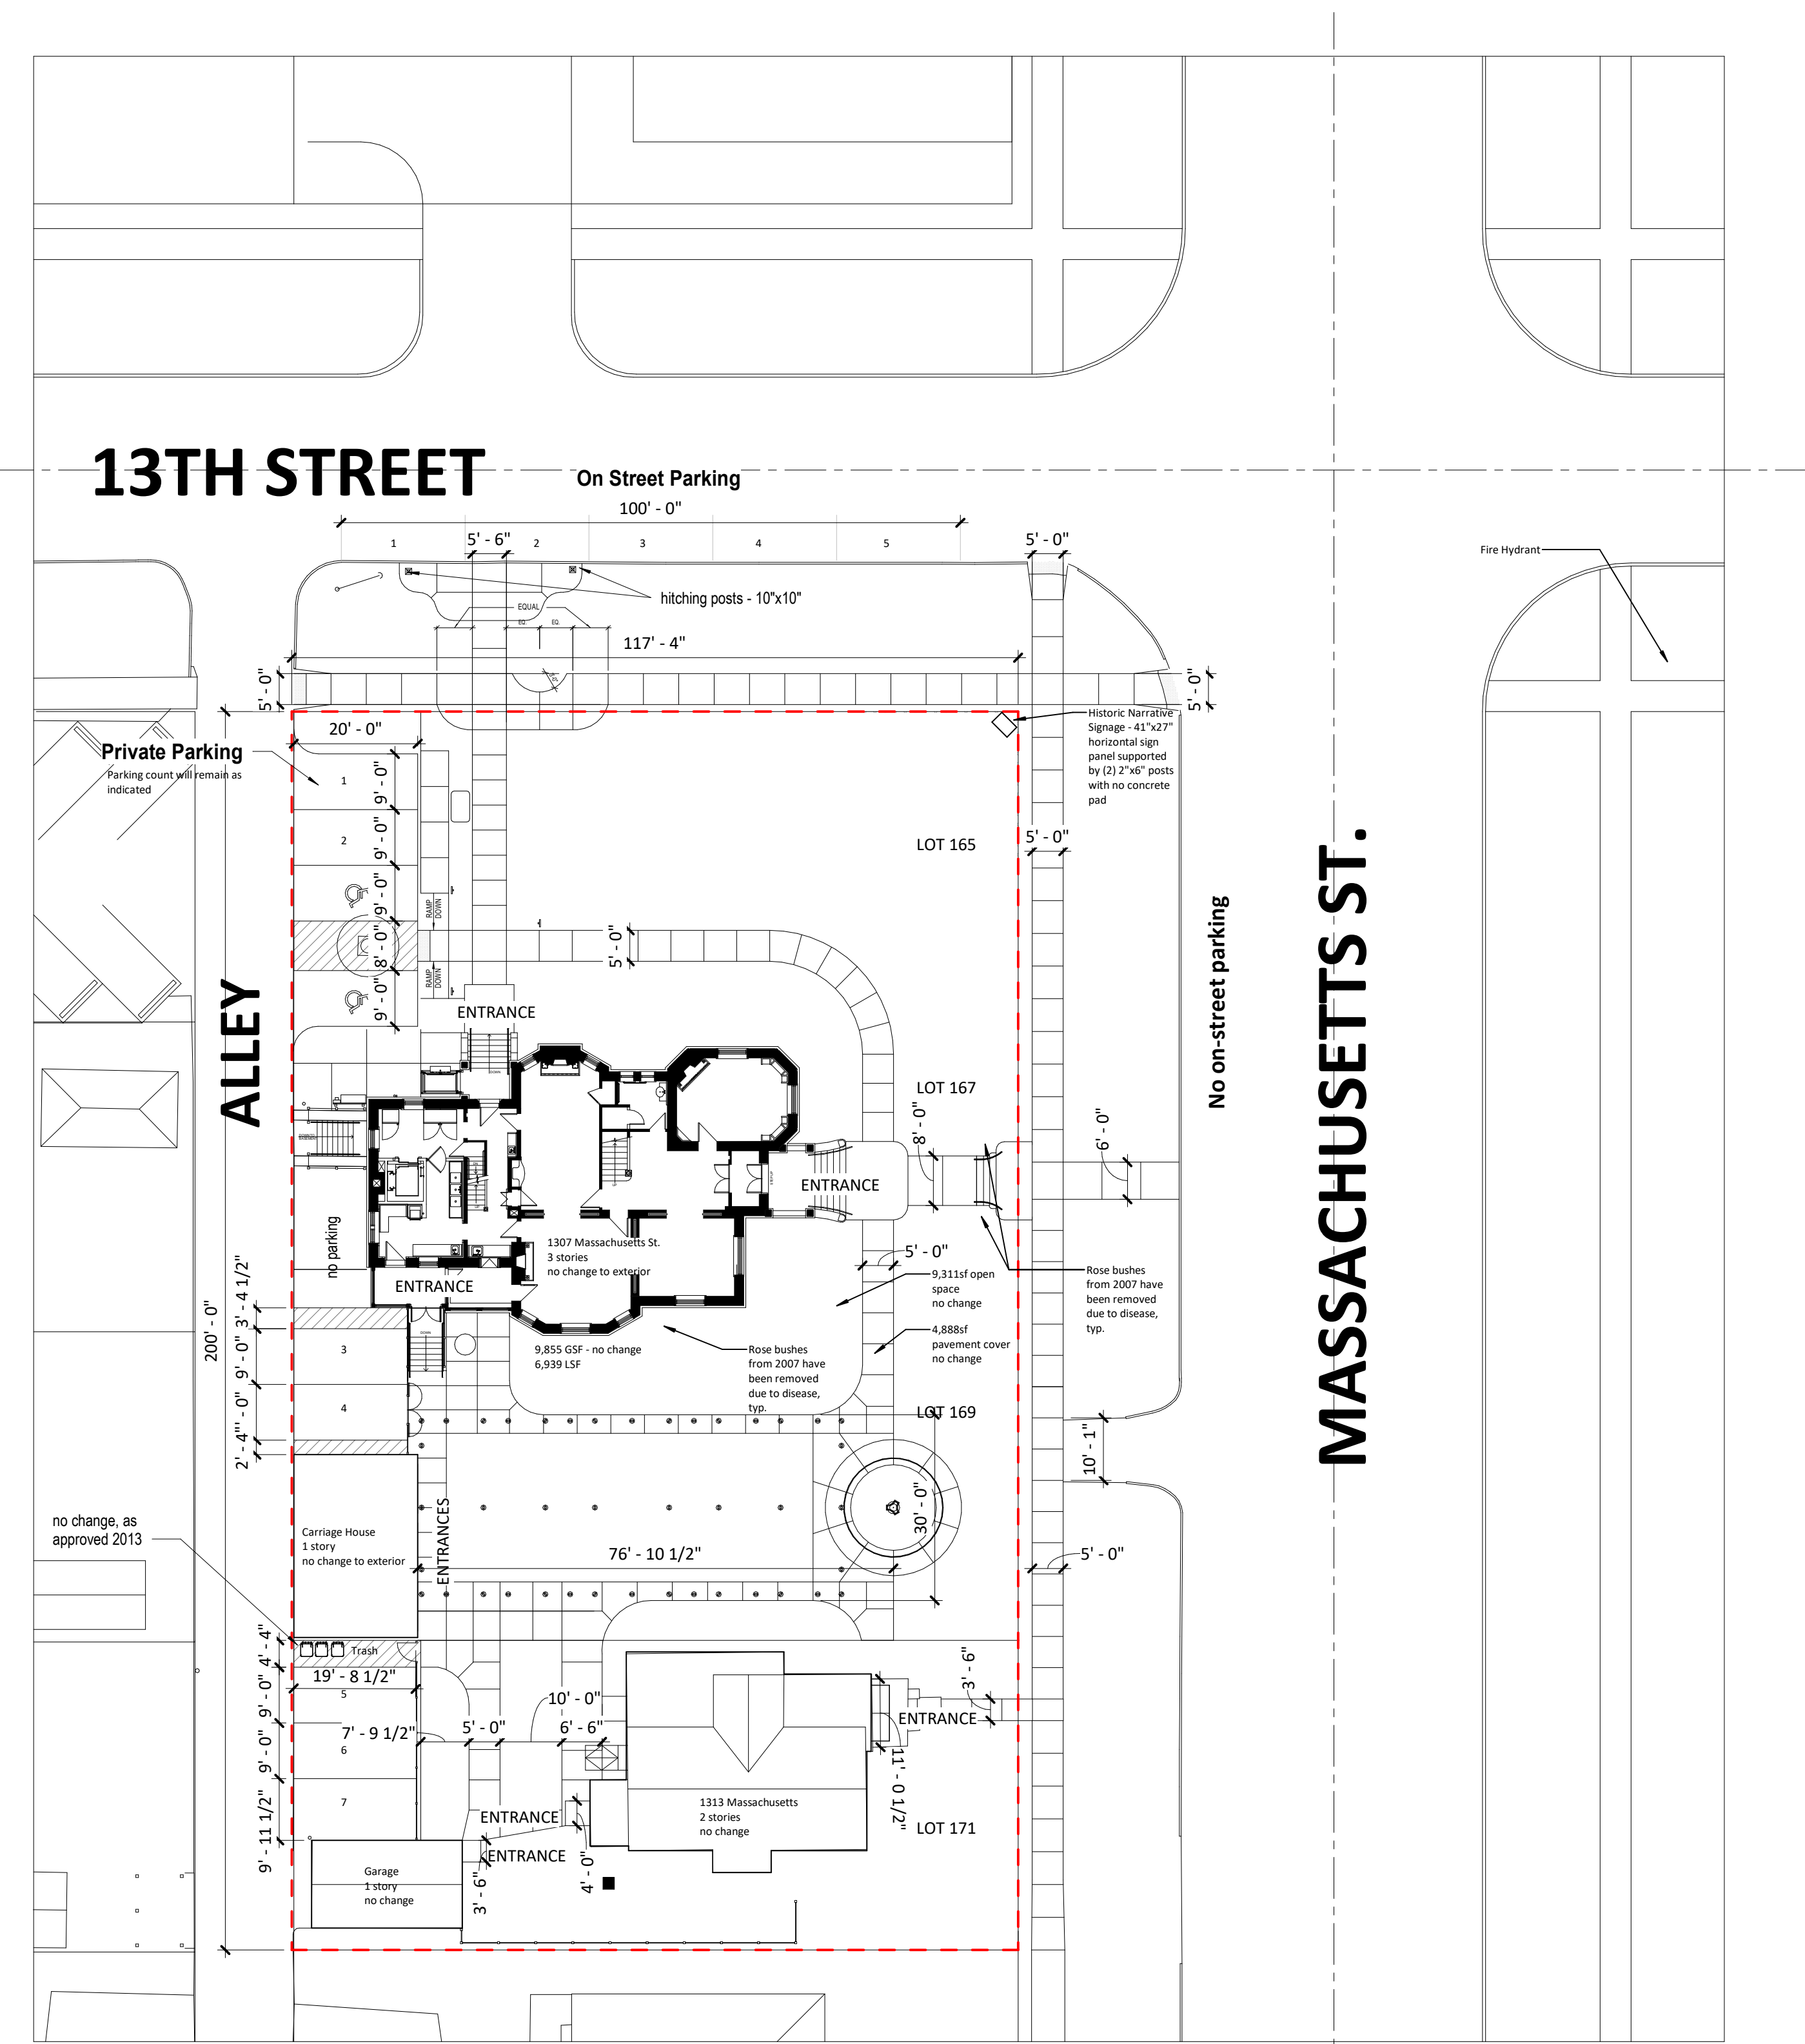 13TH STREET
On Street Parking
100' - 0"
1
5' - 6"
2
3
4
5
5' - 0"
Fire Hydrant
hitching posts - 10"x10"
EQUAL
EQ.
EQ.
117' - 4"
5' - 0"
5' - 0"
Historic Narrative
Signage - 41"x27"
horizontal sign
panel supported
by (2) 2"x6" posts
with no concrete
pad
20' - 0"
Private Parking
Parking count will remain as
indicated
1
9' - 0"
2
9' - 0"
9' - 0"
8' - 0"
9' - 0"
RAMP
DOWN
RAMP
DOWN
LOT 165
5' - 0"
5' - 0"
No on-street parking
MASSACHUSETTS ST.
ALLEY
ENTRANCE
LOT 167
8' - 0"
6' - 0"
ENTRANCE
no parking
1307 Massachusetts St.
3 stories
no change to exterior
ENTRANCE
5' - 0"
9,311sf open
space
no change
Rose bushes
from 2007 have
been removed
due to disease,
typ.
4,888sf
pavement cover
no change
200' - 0"
3' - 4 1/2"
9' - 0"
2' - 4"
9' - 0"
3
4
DOWN
9,855 GSF - no change
6,939 LSF
Rose bushes
from 2007 have
been removed
due to disease,
typ.
LOT 169
10' - 1"
30' - 0"
ENTRANCES
no change, as
approved 2013
Carriage House
1 story
no change to exterior
76' - 10 1/2"
5' - 0"
Trash
4' - 4"
19' - 8 1/2"
5
9' - 0"
7' - 9 1/2"
5' - 0"
10' - 0"
6' - 6"
6
9' - 0"
3' - 6"
ENTRANCE
11' - 0 1/2"
7
9' - 11 1/2"
ENTRANCE
1313 Massachusetts
2 stories
no change
LOT 171
ENTRANCE
Garage
1 story
no change
3' - 6"
4' - 0"